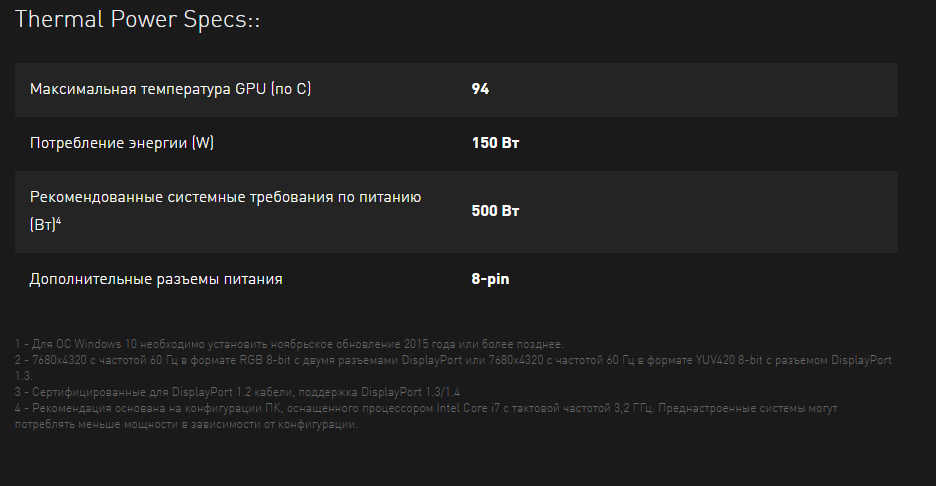 Thermal Power Specs::
Максимальная температура GPU (по C) 94
Потребление энергии (W) 150 Вт
Рекомендованные системные требования по питанию
(Вт)⁴ 500 Вт
Дополнительные разъемы питания 8-pin
1 - Для ОС Windows 10 необходимо установить ноябрьское обновление 2015 года или более позднее.
2 - 7680x4320 с частотой 60 Гц в формате RGB 8-bit с двумя разъемами DisplayPort или 7680x4320 с частотой 60 Гц в формате YUV420 8-bit с разъемом DisplayPort
1.3.
3 - Сертифицированные для DisplayPort 1.2 кабели, поддержка DisplayPort 1.3/1.4
4 - Рекомендация основана на конфигурации ПК, оснащенного процессором Intel Core i7 с тактовой частотой 3,2 ГГц. Преднастроенные системы могут
потреблять меньше мощности в зависимости от конфигурации.